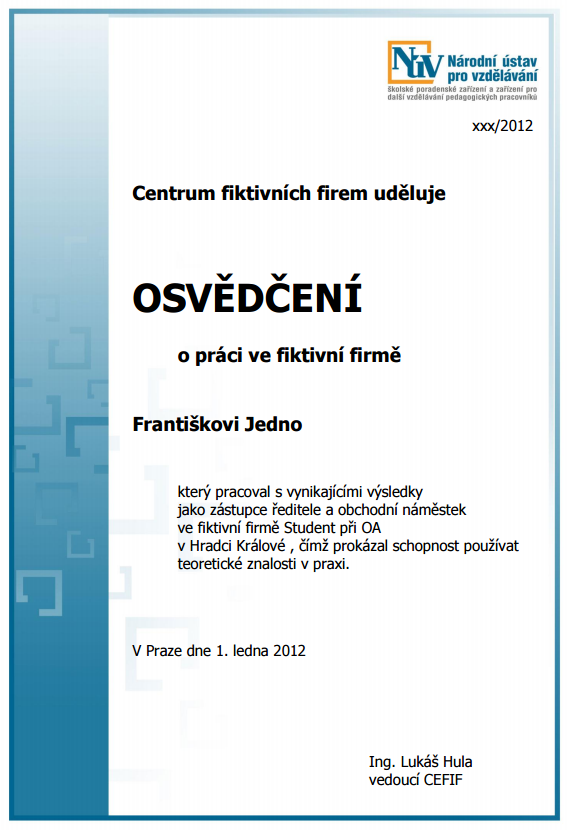 NÚV Národní ústav
pro vzdělávání
školské poradenské zařízení a zařízení pro
další vzdělávání pedagogických pracovníků
xxx/2012
Centrum fiktivních firem uděluje
OSVĚDČENÍ
o práci ve fiktivní firmě
Františkovi Jedno
který pracoval s vynikajícími výsledky
jako zástupce ředitele a obchodní náměstek
ve fiktivní firmě Student při OA
v Hradci Králové , čímž prokázal schopnost používat
teoretické znalosti v praxi.
V Praze dne 1. ledna 2012
Ing. Lukáš Hula
vedoucí CEFIF